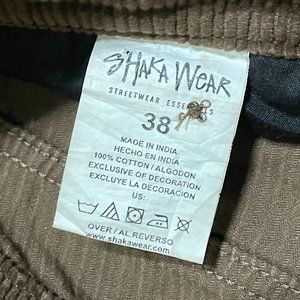 SHAKA WEAR
STREETWEAR ESSENTIALS
38
MADE IN INDIA
HECHO EN INDIA
100% COTTON / ALGODON
EXCLUSIVE OF DECORATION
EXCLUYE LA DECORACION
US:
OVER / AL REVERSO
www.shakawear.com